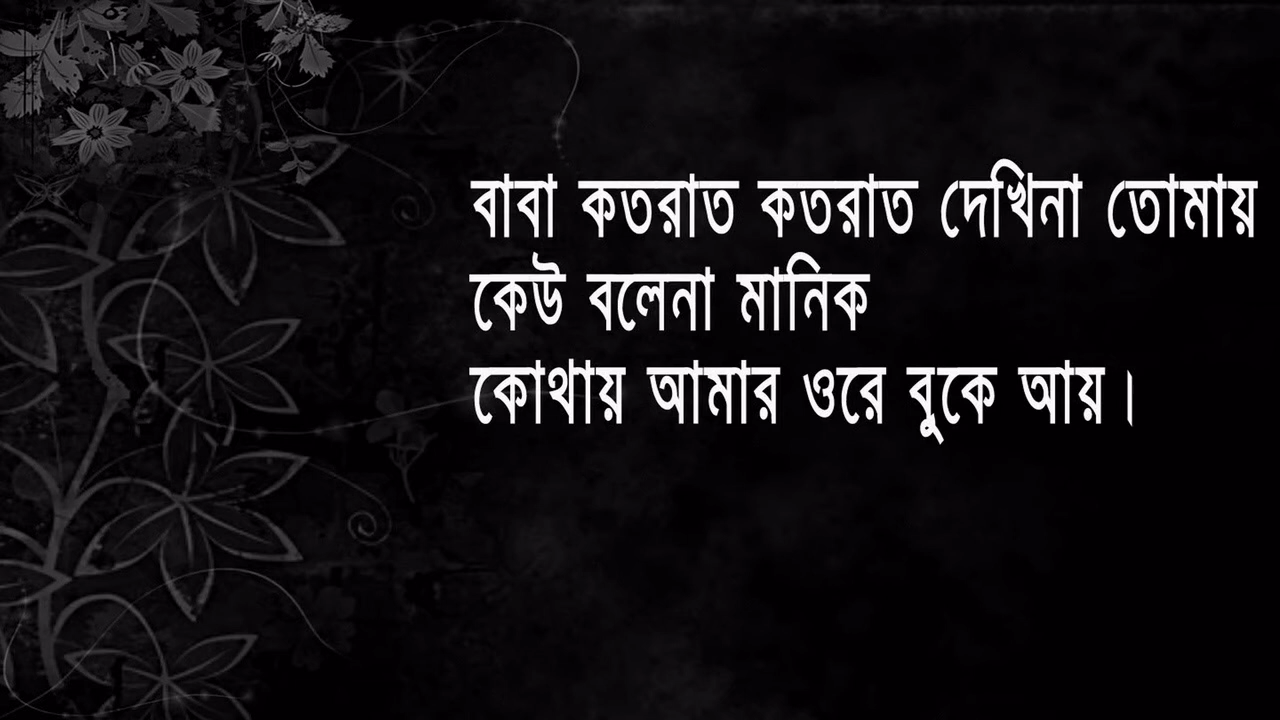 বাবা কতরাত কতরাত দেখিনা তোমায়
কেউ বলেনা মানিক
কোথায় আমার ওরে বুকে আয়।